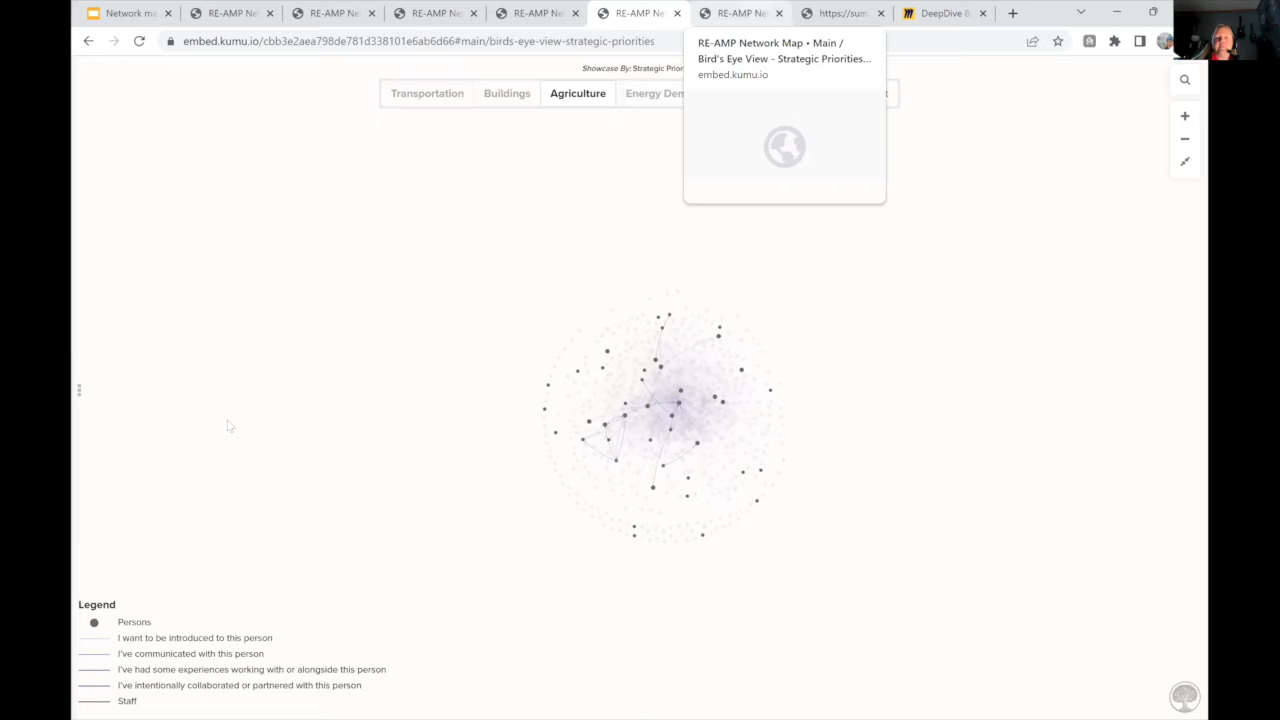 Network ma
RE-AMP Ne
RE-AMP Ne
RE-AMP Ne
RE-AMP Ne
RE-AMP Ne
RE-AMP Ne
https://sum
DeepDive B
embed.kumu.io/cbb3e2aea798de781d338101e6ab6d66#main/birds-eye-view-strategic-priorities
RE-AMP Network Map • Main /
Bird's Eye View - Strategic Priorities...
embed.kumu.io
Showcase By: Strategic Prior
Transportation
Buildings
Agriculture
Energy Dem
t
Legend
Persons
I want to be introduced to this person
I've communicated with this person
I've had some experiences working with or alongside this person
I've intentionally collaborated or partnered with this person
Staff